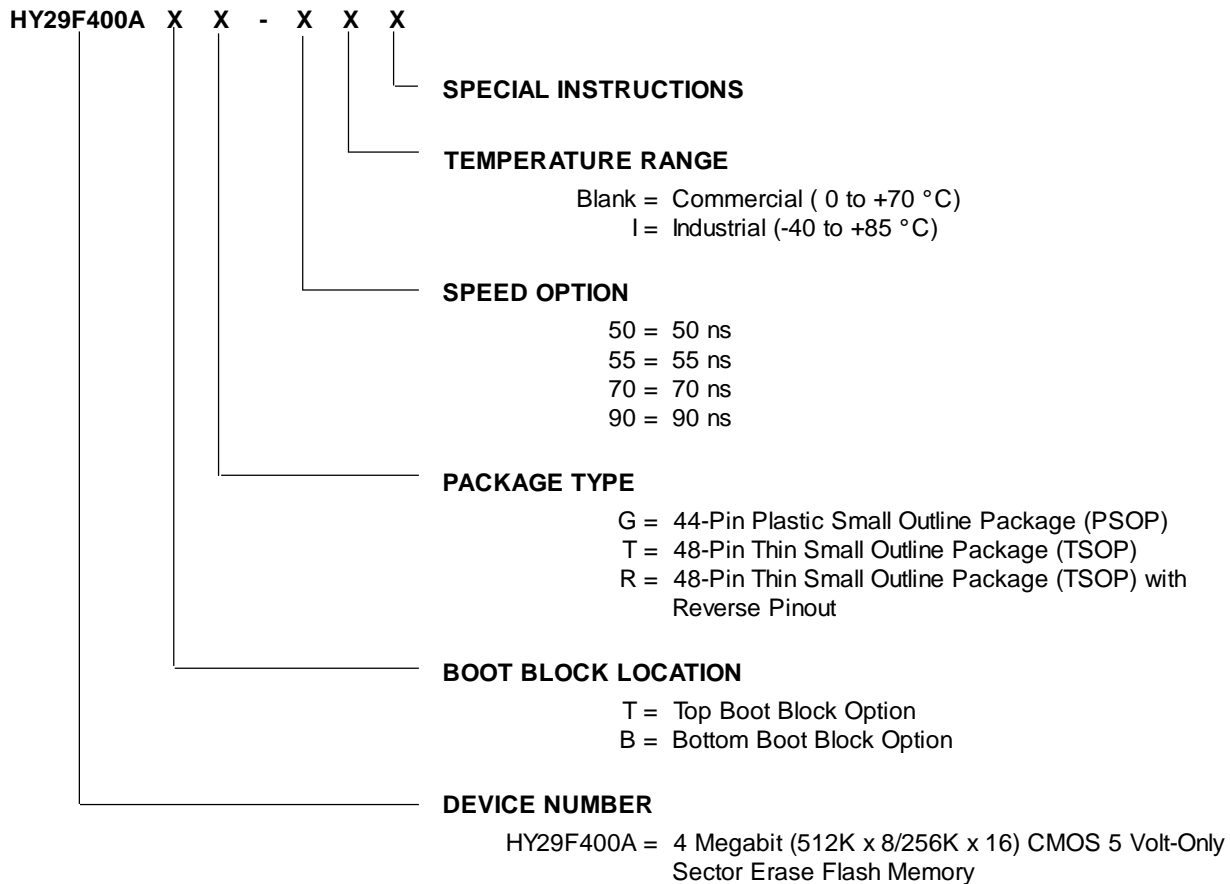 HY29F400A X X - X X X
SPECIAL INSTRUCTIONS
TEMPERATURE RANGE
Blank = Commercial ( 0 to +70 °C)
I = Industrial (-40 to +85 °C)
SPEED OPTION
50 = 50 ns
55 = 55 ns
70 = 70 ns
90 = 90 ns
PACKAGE TYPE
G = 44-Pin Plastic Small Outline Package (PSOP)
T = 48-Pin Thin Small Outline Package (TSOP)
R = 48-Pin Thin Small Outline Package (TSOP) with
Reverse Pinout
BOOT BLOCK LOCATION
T = Top Boot Block Option
B = Bottom Boot Block Option
DEVICE NUMBER
HY29F400A = 4 Megabit (512K x 8/256K x 16) CMOS 5 Volt-Only
Sector Erase Flash Memory